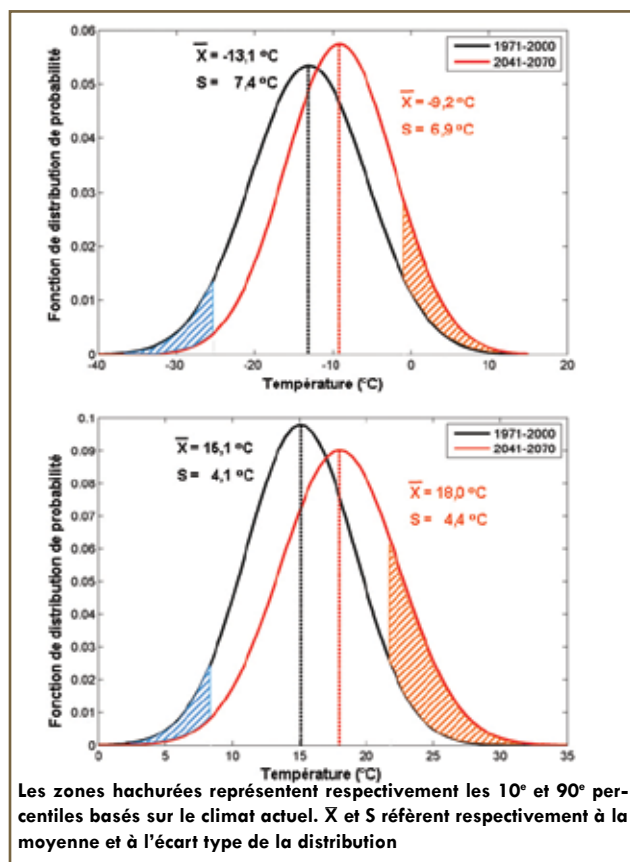 0.06
0.05
0.04
0.03
0.02
0.01
0
Fonction de distribution de probabilité
X̅ = -13,1 ºC
S = 7,4 ºC
1971-2000
2041-2070
X̅ = -9,2 ºC
S = 6,9 ºC
-40 -30 -20 -10 0 10 20
Température (°C)
0.1
0.09
0.08
0.07
0.06
0.05
0.04
0.03
0.02
0.01
0
Fonction de distribution de probabilité
X̅ = 15,1 ºC
S = 4,1 ºC
1971-2000
2041-2070
X̅ = 18,0 ºC
S = 4,4 ºC
0 5 10 15 20 25 30 35
Température (°C)
Les zones hachurées représentent respectivement les 10e et 90e per-
centiles basés sur le climat actuel. X̅ et S réfèrent respectivement à la
moyenne et à l'écart type de la distribution